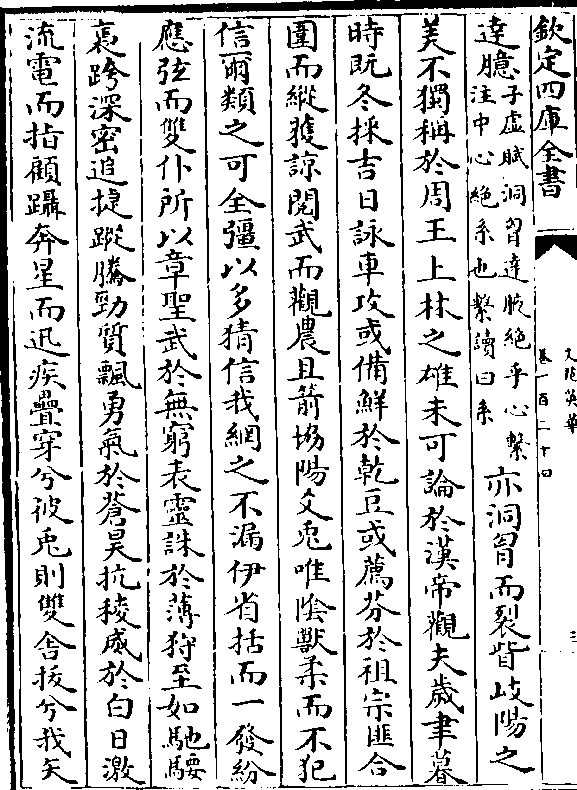 欽定四庫全書
文苑英華
卷一百二十四
三
達臆子虛賦洞胷達腋絕乎心繫
注中心絕系也繫讀曰系
亦洞胷而裂眥岐陽之
美不獨稱於周王上林之雄未可論於漢帝觀夫歲聿暮
時既冬採吉日詠車攻或備鮮於乾豆或薦芬於祖宗匪合
圍而縱獲諒閱武而觀農且箭協陽文兎唯陰獸柔而不犯
信爾類之可全彊以多猜信我網之不漏伊省括而一發紛
應弦而雙仆所以章聖武於無窮表靈誅於薄狩至如馳騕
褭跨深密追捷蹤騰勁質飄勇氣於蒼昊抗稜威於白日激
流電而指顧躡奔星而迅疾疊穿兮彼兎則雙舍拔兮我矢